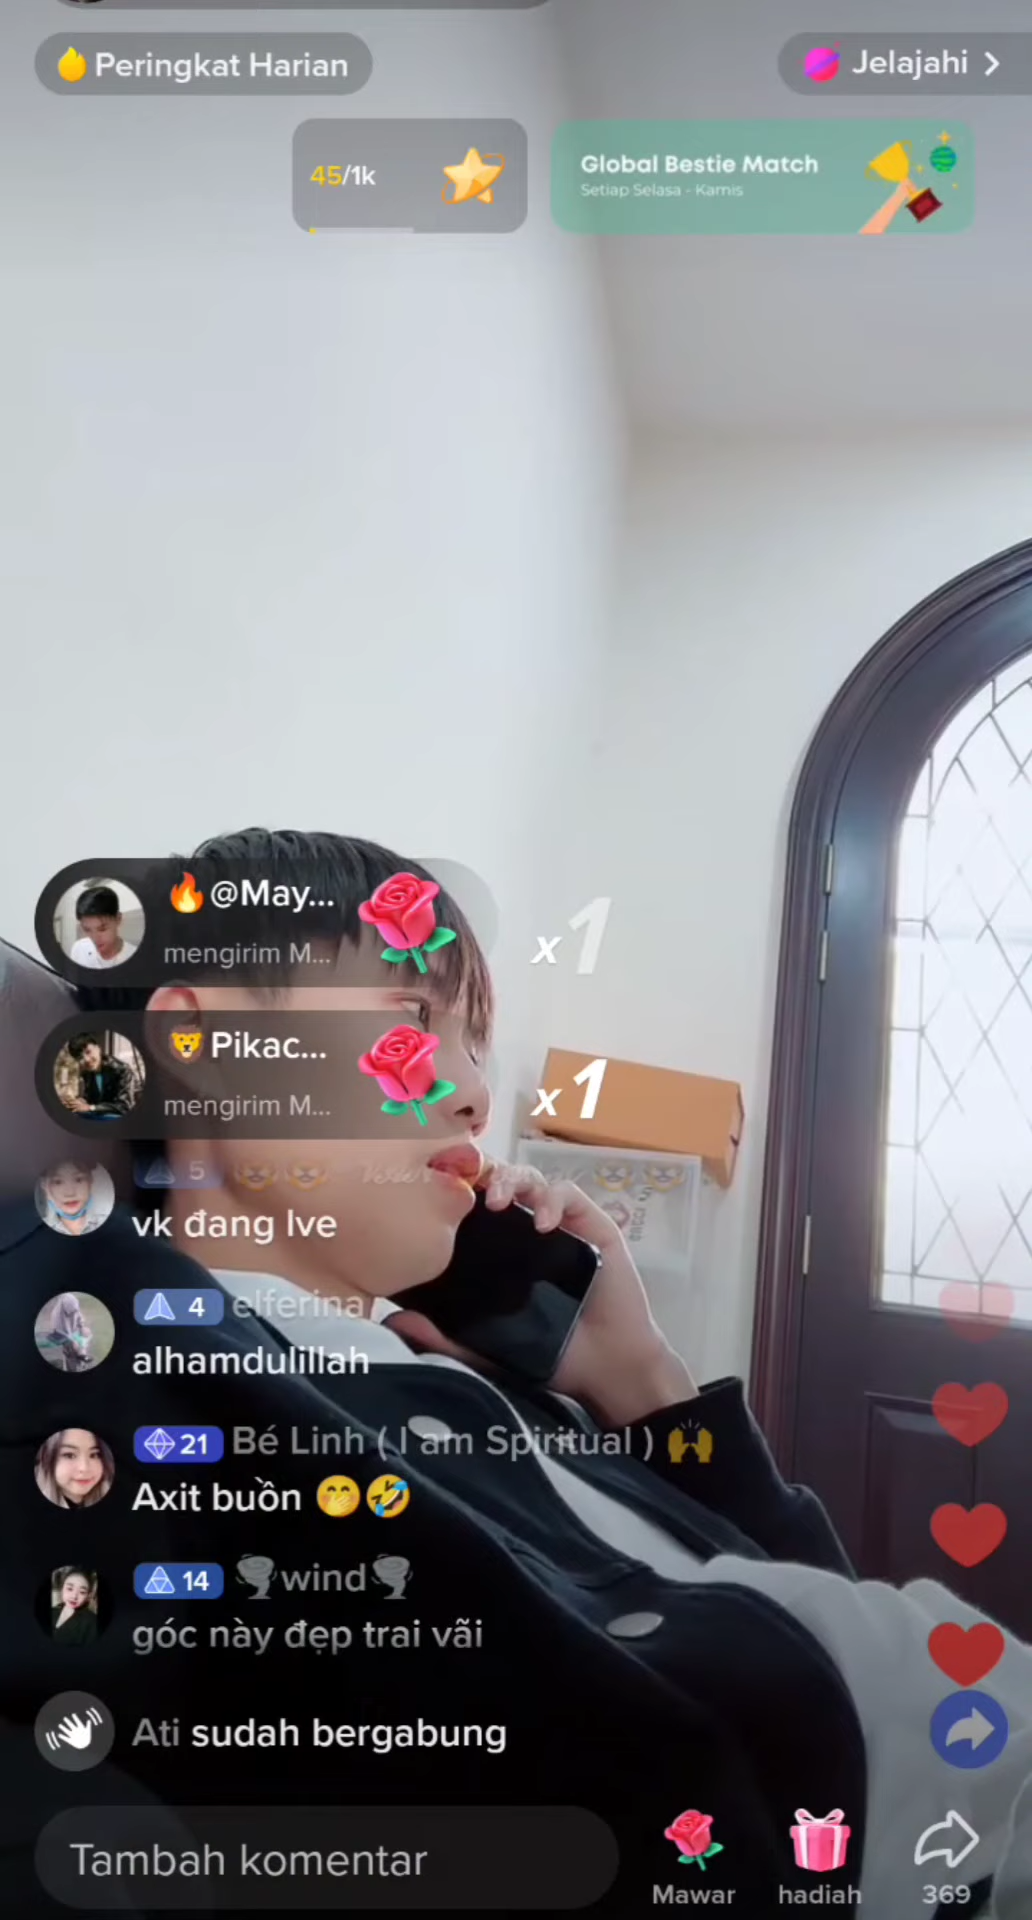 Peringkat Harian
Jelajahi
45/1k
Global Bestie Match
Setiap Selasa - Kamis
🔥@May...
mengirim M...
x1
🦁Pikac...
mengirim M...
x1
5
vk đang lve
4 elferina
alhamdulillah
21 Bé Linh ( I am Spiritual ) 🙌
Axit buồn 🤭🤣
14 🌪️wind🌪️
góc này đẹp trai vãi
Ati sudah bergabung
Tambah komentar
Mawar
hadiah
369